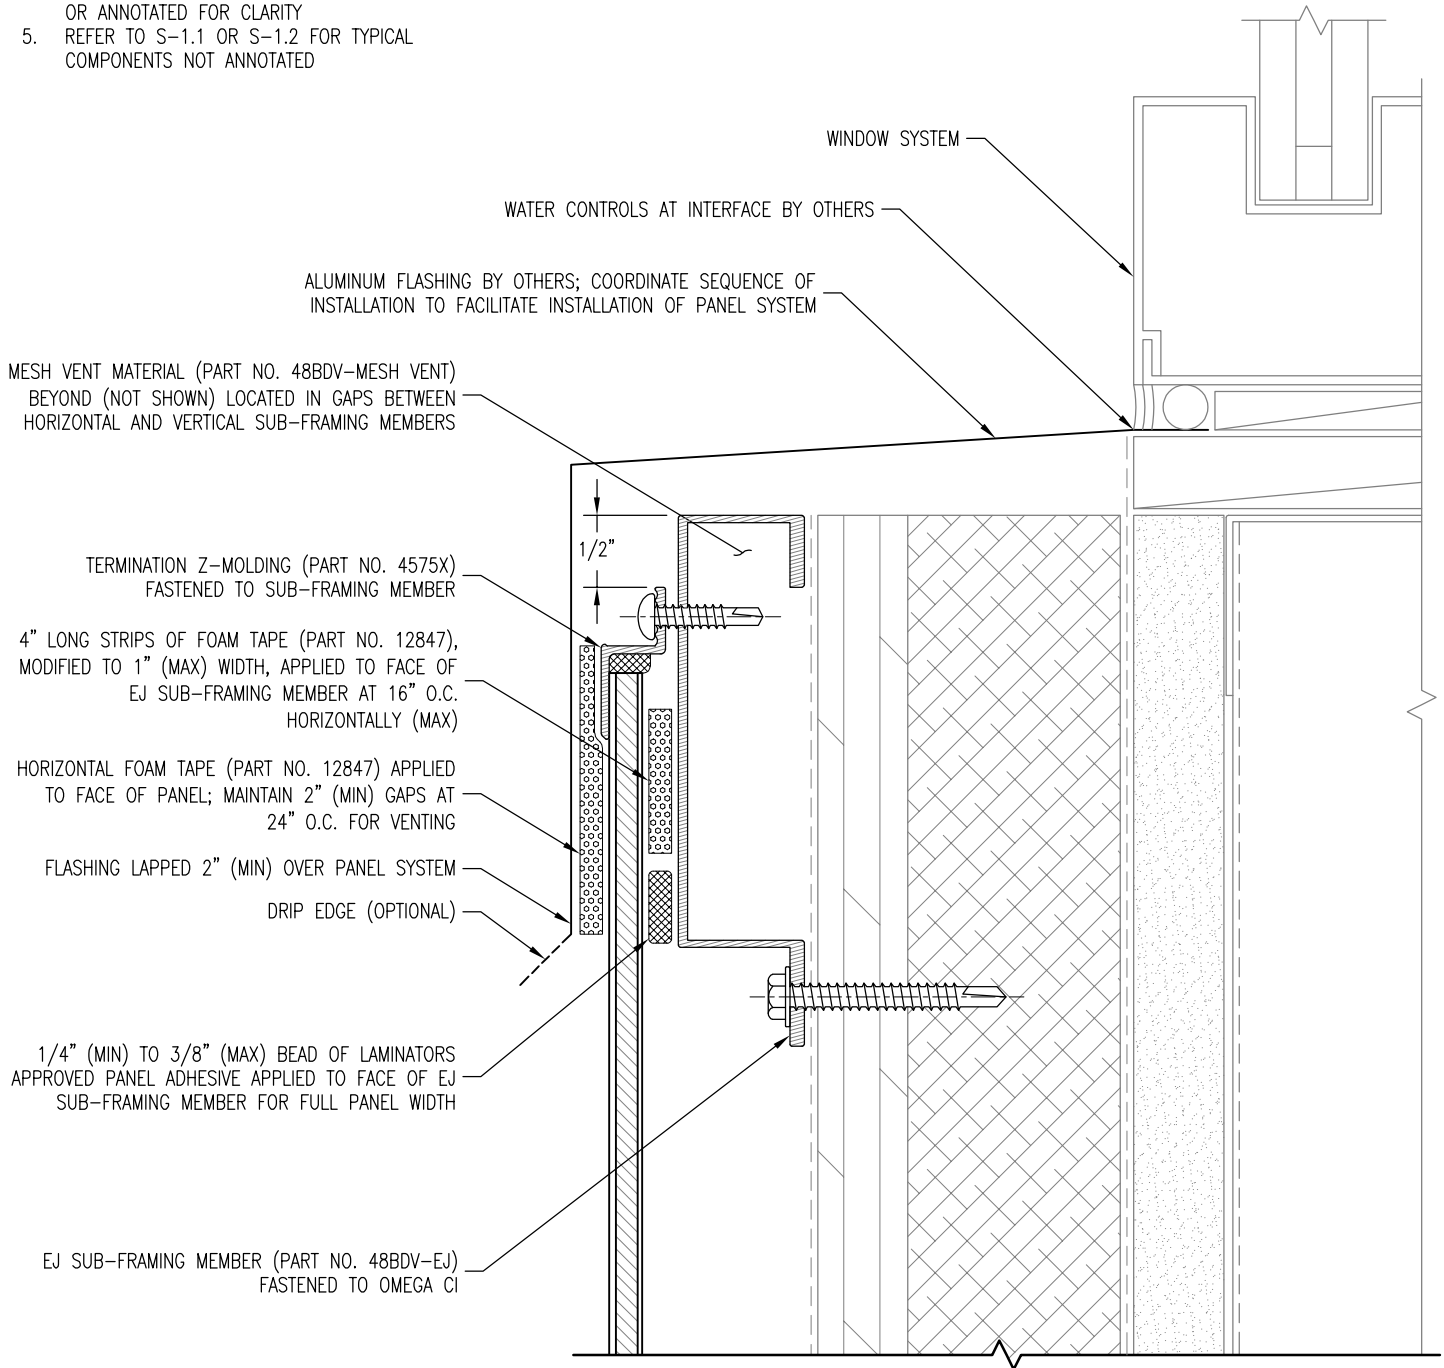 OR ANNOTATED FOR CLARITY
5. REFER TO S-1.1 OR S-1.2 FOR TYPICAL
COMPONENTS NOT ANNOTATED
WINDOW SYSTEM
WATER CONTROLS AT INTERFACE BY OTHERS
ALUMINUM FLASHING BY OTHERS; COORDINATE SEQUENCE OF
INSTALLATION TO FACILITATE INSTALLATION OF PANEL SYSTEM
MESH VENT MATERIAL (PART NO. 48BDV-MESH VENT)
BEYOND (NOT SHOWN) LOCATED IN GAPS BETWEEN
HORIZONTAL AND VERTICAL SUB-FRAMING MEMBERS
1/2"
TERMINATION Z-MOLDING (PART NO. 4575X)
FASTENED TO SUB-FRAMING MEMBER
4" LONG STRIPS OF FOAM TAPE (PART NO. 12847),
MODIFIED TO 1" (MAX) WIDTH, APPLIED TO FACE OF
EJ SUB-FRAMING MEMBER AT 16" O.C.
HORIZONTALLY (MAX)
HORIZONTAL FOAM TAPE (PART NO. 12847) APPLIED
TO FACE OF PANEL; MAINTAIN 2" (MIN) GAPS AT
24" O.C. FOR VENTING
FLASHING LAPPED 2" (MIN) OVER PANEL SYSTEM
DRIP EDGE (OPTIONAL)
1/4" (MIN) TO 3/8" (MAX) BEAD OF LAMINATORS
APPROVED PANEL ADHESIVE APPLIED TO FACE OF EJ
SUB-FRAMING MEMBER FOR FULL PANEL WIDTH
EJ SUB-FRAMING MEMBER (PART NO. 48BDV-EJ)
FASTENED TO OMEGA CI